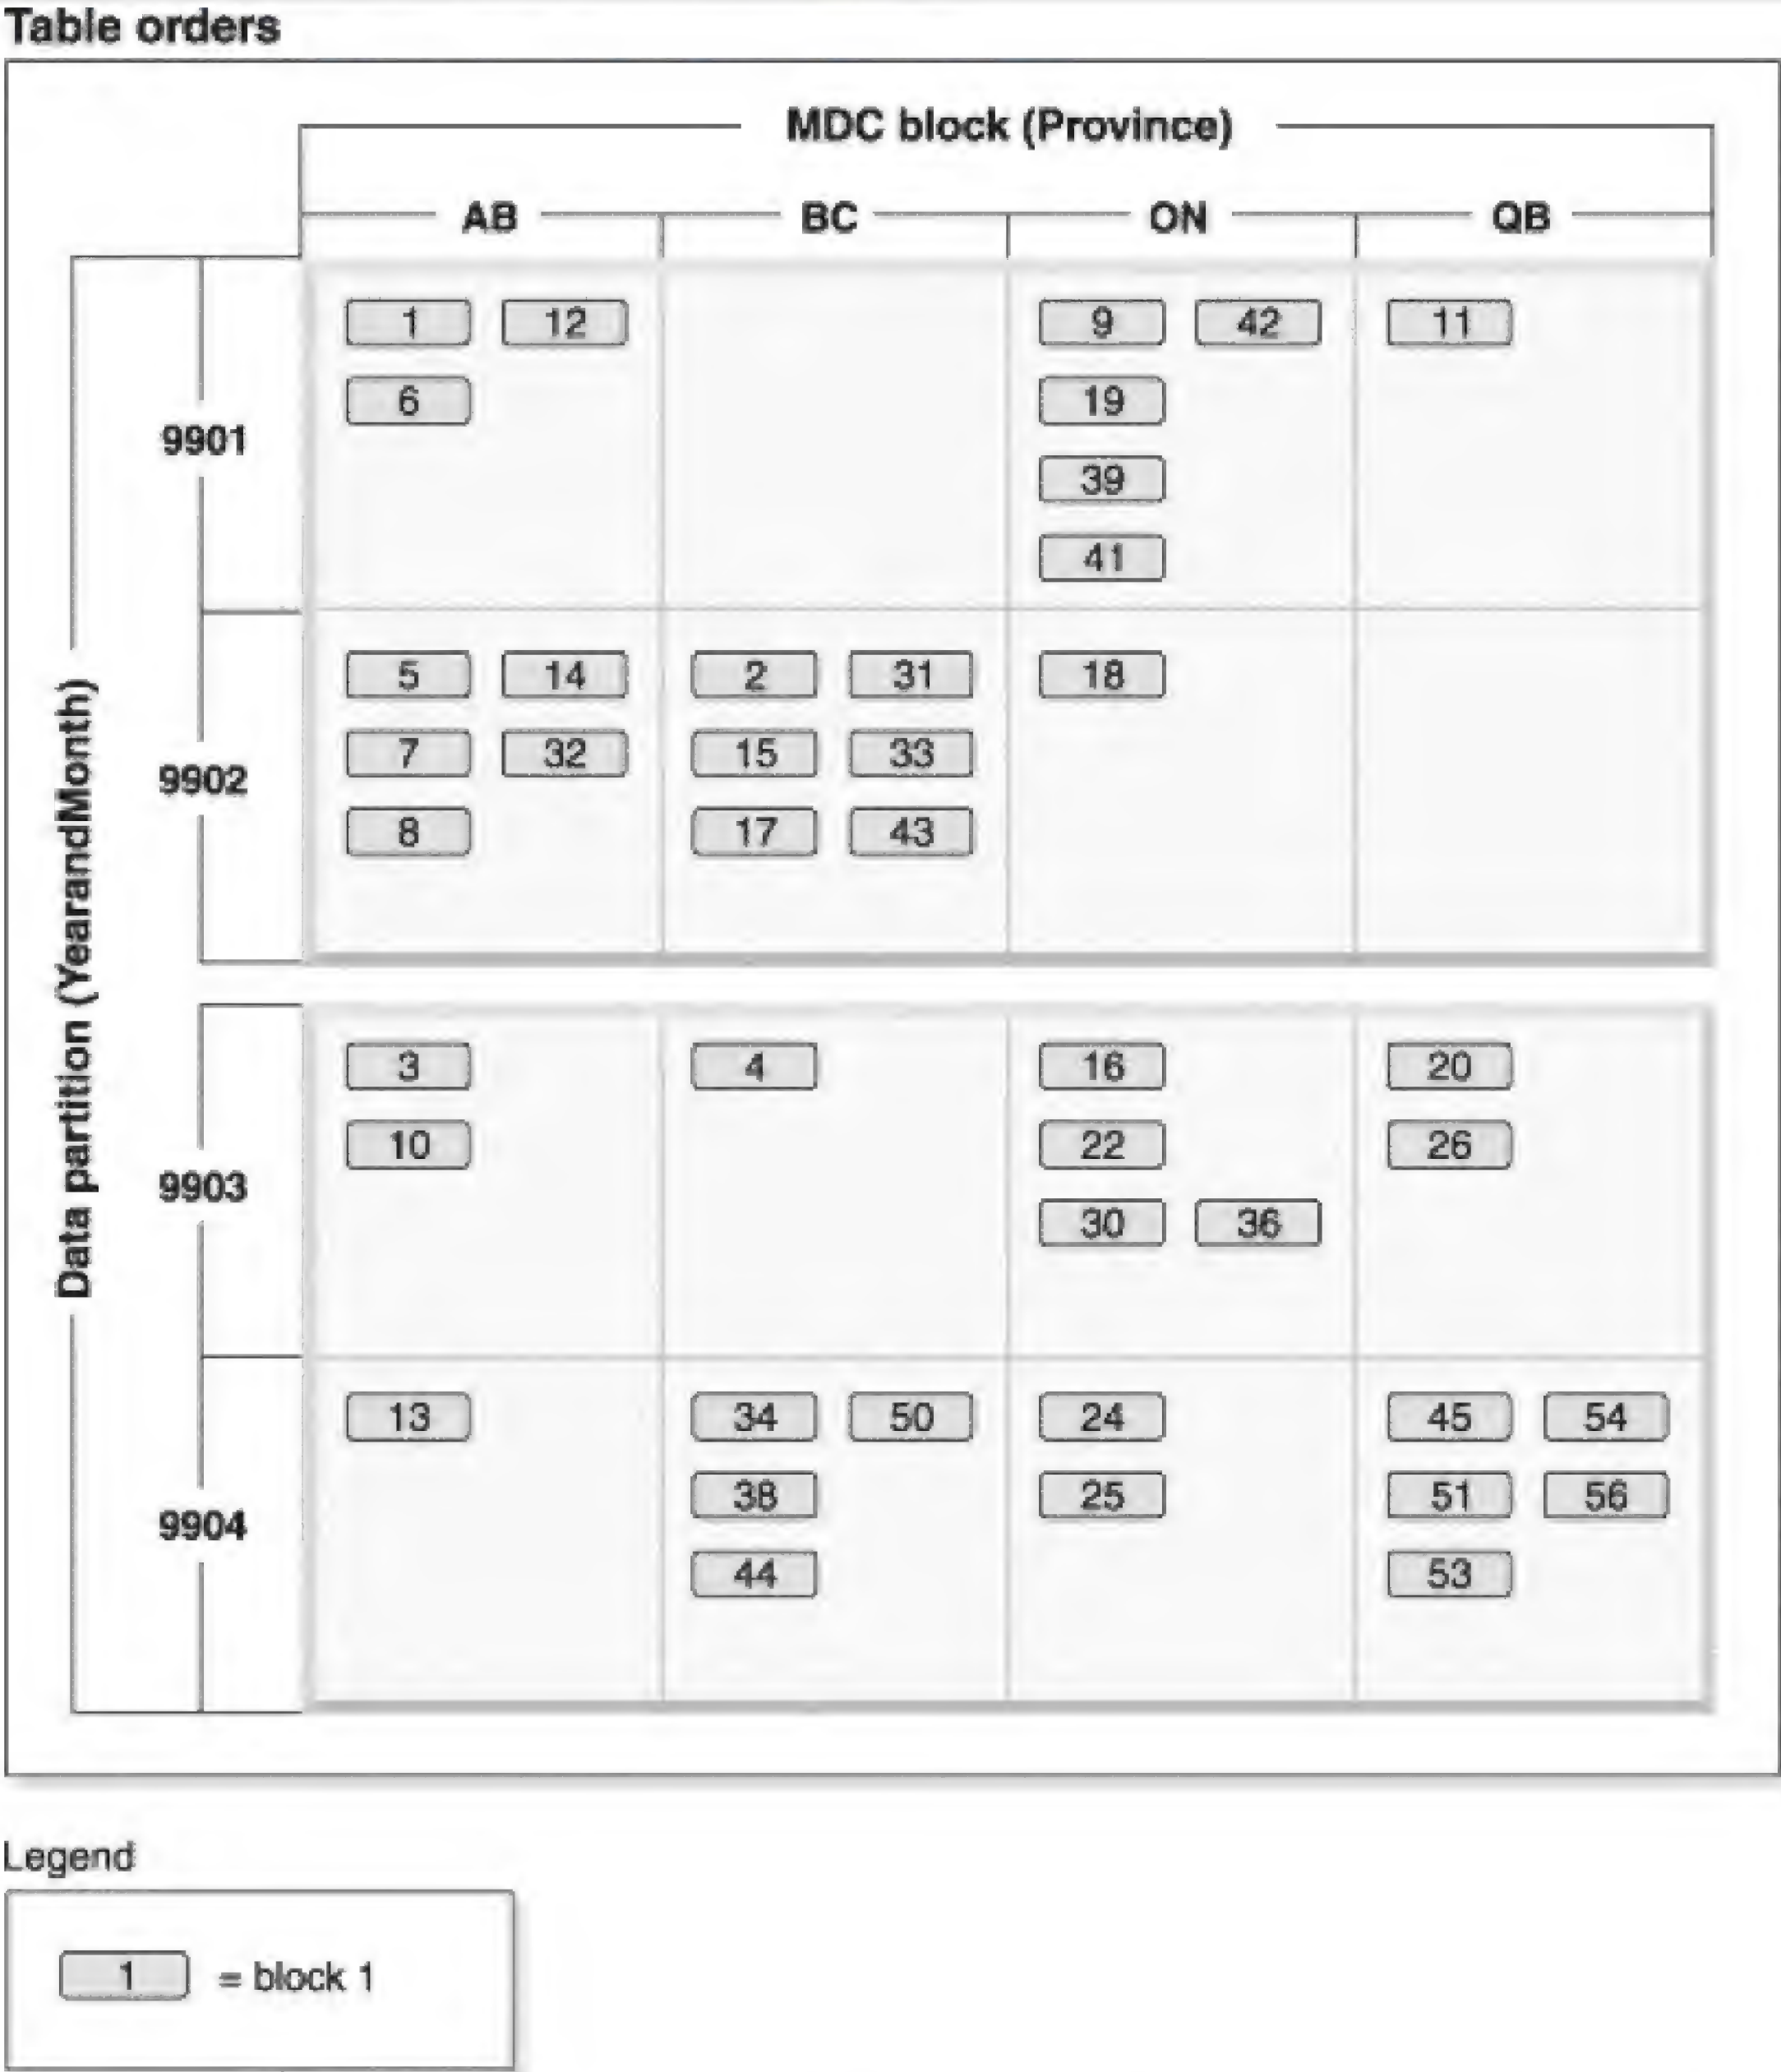 Table orders
MDC block (Province)
AB BC ON QB
Data partition (YearandMonth)
1 12 9 42 11
6 19
9901
39
41
5 14 2 31 18
7 32 15 33
9902
8 17 43
3 4 16 20
10 22 26
9903
30 36
13 34 50 24 45 54
38 25 51 56
9904
44 53
Legend
1 = block 1